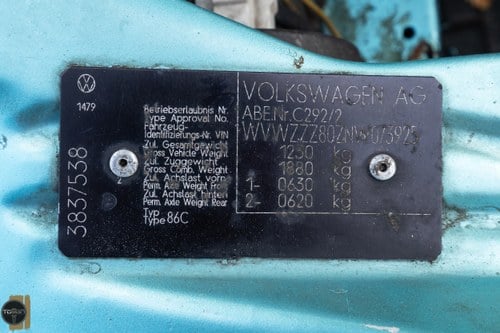 1479
3837538
Betriebserlaubnis Nr.
Type Approval No.
Fahrzeug-
Identifizierungs-Nr. VIN
Zul. Gesamtgewicht
Gross Vehicle Weight
Zul. Zuggewicht
Gross Comb. Weight
Zul. Achslast vorn
Perm. Axle Weight Front
Zul. Achslast hinten
Perm. Axle Weight Rear
Typ
Type 86C
VOLKSWAGEN AG
ABE.Nr.C292/2
1230 kg
1880 kg
1- 0630 kg
2- 0620 kg